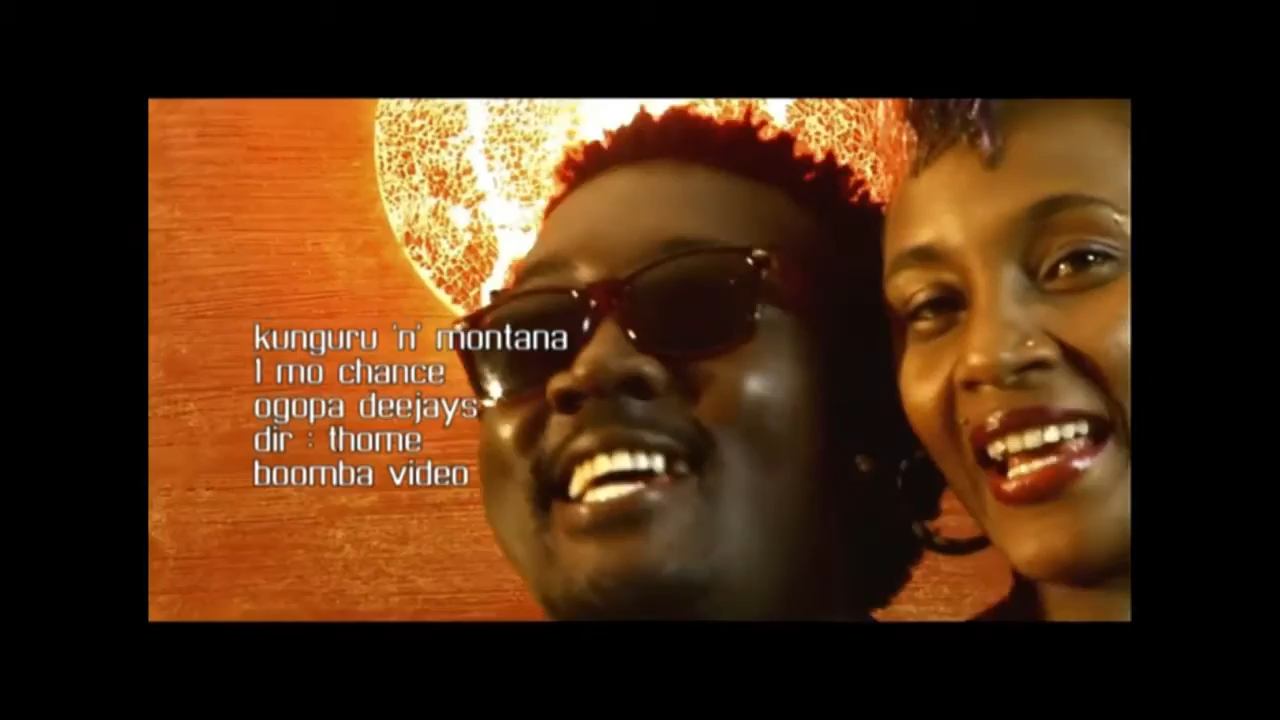 kunguru 'n' montana
1 mo chance
ogopa deejays
dir : thome
boomba video